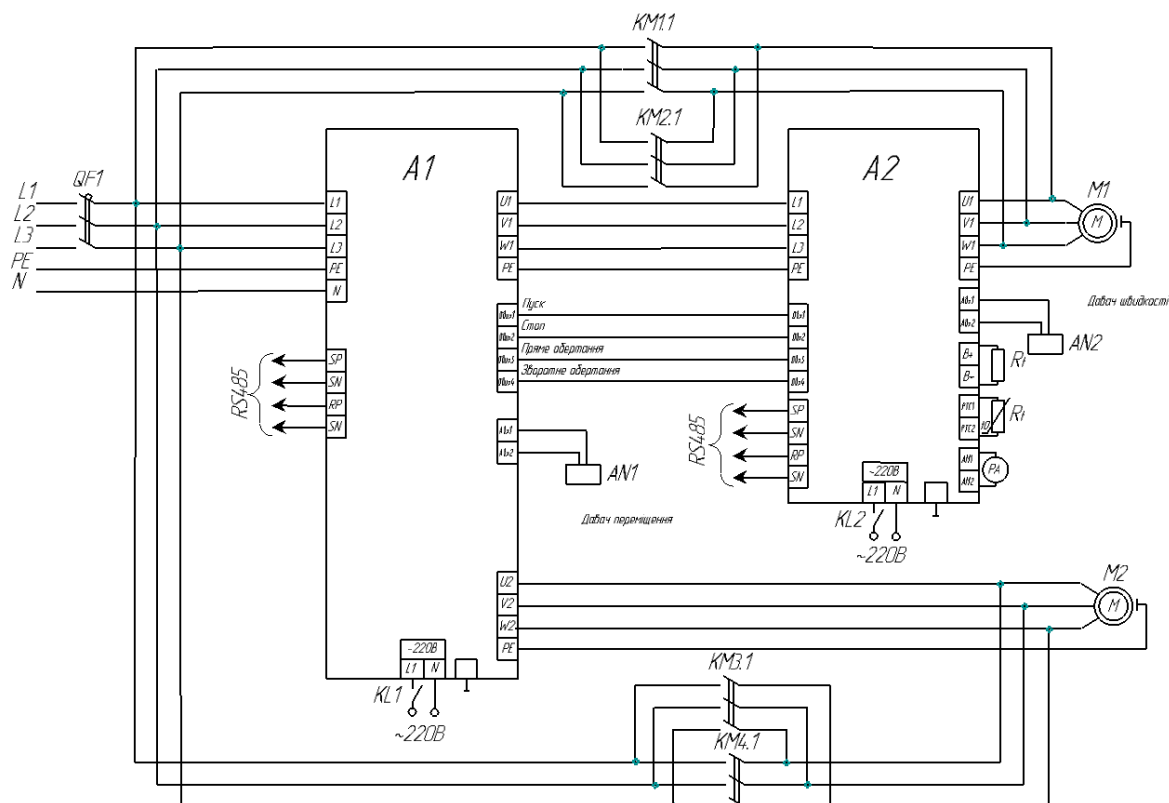 KM1.1
KM2.1
A1
A2
QF1
L1
L2
L3
PE
N
L1
L2
L3
PE
N
U1
V1
W1
PE
L1
L2
L3
PE
U1
V1
W1
PE
M1
M
Пуск
Стоп
Пряме обертання
Зворотне обертання
Давач швидкості
AN2
B+
B-
Rt
PTC1
PTC2
Rt
PA
SP
SN
RP
SN
RS485
AN1
Давач переміщення
SP
SN
RP
SN
RS485
~220В
L1
N
KL2
~220В
U2
V2
W2
PE
M2
M
~220В
L1
N
KL1
~220В
KM3.1
KM4.1